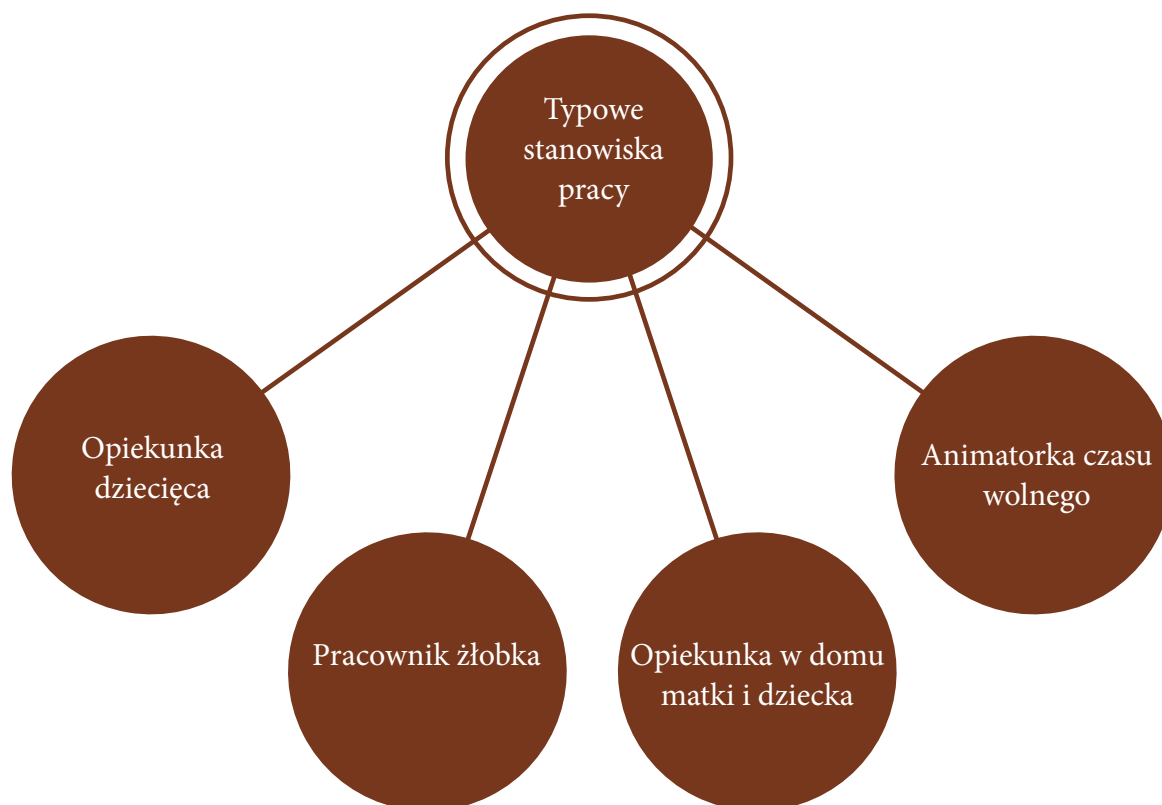 Typowe
stanowiska
pracy
Opiekunka
dziecięca
Pracownik żłobka
Opiekunka w domu
matki i dziecka
Animatorka czasu
wolnego